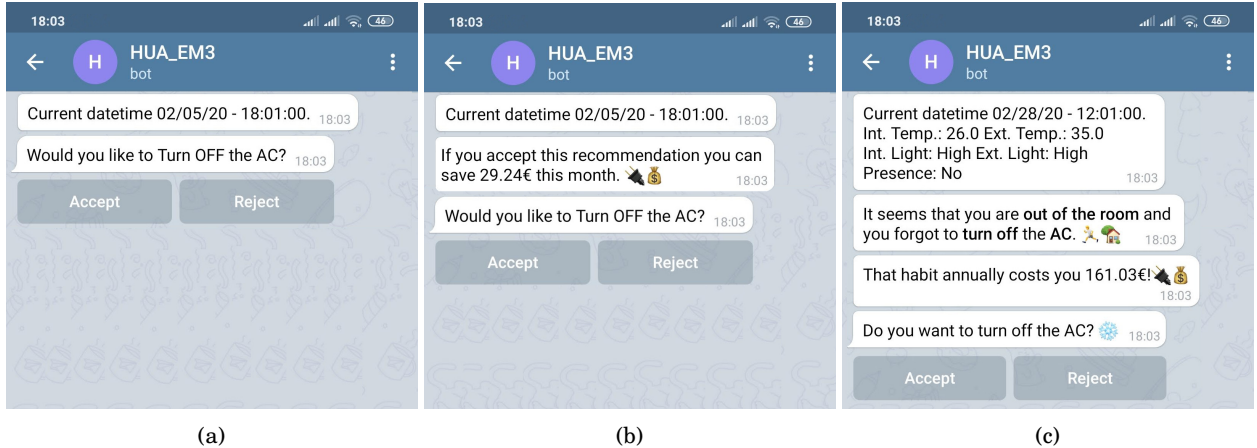 18:03
46
H
HUA_EM3
bot
Current datetime 02/05/20 - 18:01:00. 18:03
Would you like to Turn OFF the AC? 18:03
Accept Reject
(a)
18:03
46
H
HUA_EM3
bot
Current datetime 02/05/20 - 18:01:00. 18:03
If you accept this recommendation you can
save 29.24€ this month. 🔌💰 18:03
Would you like to Turn OFF the AC? 18:03
Accept Reject
(b)
18:03
46
H
HUA_EM3
bot
Current datetime 02/28/20 - 12:01:00.
Int. Temp.: 26.0 Ext. Temp.: 35.0
Int. Light: High Ext. Light: High
Presence: No 18:03
It seems that you are out of the room and
you forgot to turn off the AC. 🏃🏡 18:03
That habit annually costs you 161.03€!🔌💰
18:03
Do you want to turn off the AC? ❄️ 18:03
Accept Reject
(c)